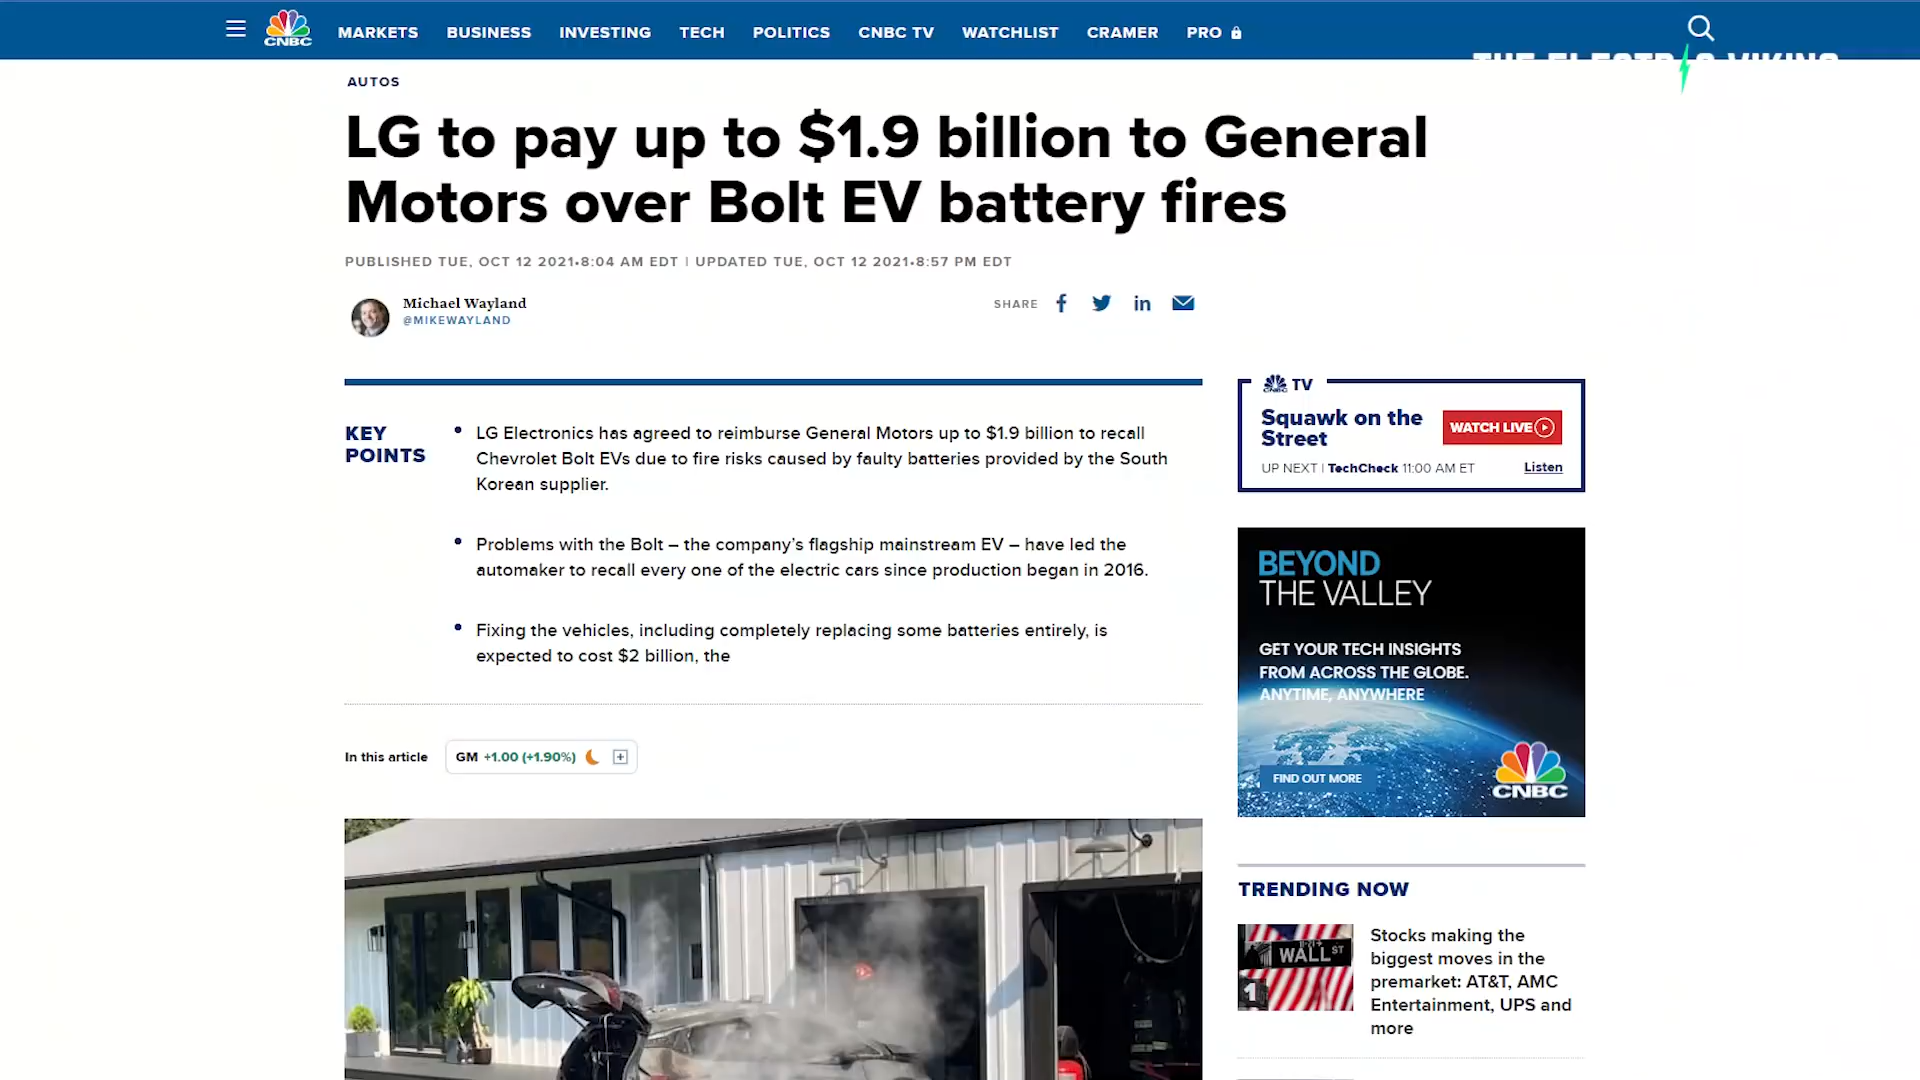 CNBC
MARKETS BUSINESS INVESTING TECH POLITICS CNBC TV WATCHLIST CRAMER PRO
THE ELECTRIC VIKING
AUTOS
LG to pay up to $1.9 billion to General
Motors over Bolt EV battery fires
PUBLISHED TUE, OCT 12 2021•8:04 AM EDT | UPDATED TUE, OCT 12 2021•8:57 PM EDT
Michael Wayland
@MIKEWAYLAND
SHARE
KEY
POINTS
LG Electronics has agreed to reimburse General Motors up to $1.9 billion to recall
Chevrolet Bolt EVs due to fire risks caused by faulty batteries provided by the South
Korean supplier.
Problems with the Bolt – the company's flagship mainstream EV – have led the
automaker to recall every one of the electric cars since production began in 2016.
Fixing the vehicles, including completely replacing some batteries entirely, is
expected to cost $2 billion, the
In this article
GM +1.00 (+1.90%)
CNBC TV
Squawk on the
Street
WATCH LIVE
UP NEXT | TechCheck 11:00 AM ET
Listen
BEYOND
THE VALLEY
GET YOUR TECH INSIGHTS
FROM ACROSS THE GLOBE.
ANYTIME, ANYWHERE
FIND OUT MORE
CNBC
TRENDING NOW
WALL ST
1
Stocks making the
biggest moves in the
premarket: AT&T, AMC
Entertainment, UPS and
more